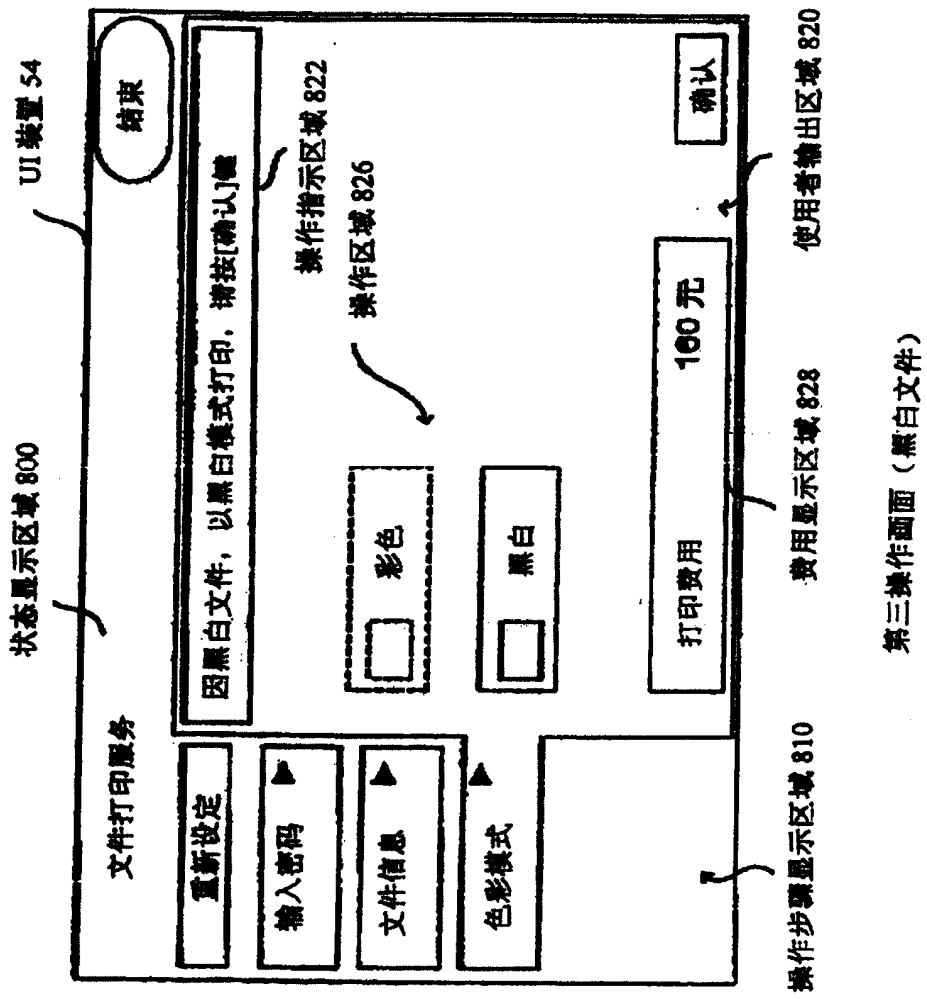 状态显示区域 800
UI 装置 54
文件打印服务
结束
重新设定
因黑白文件，以黑白模式打印，请按[确认]键
输入密码
操作指示区域 822
文件信息
彩色
操作区域 826
色彩模式
黑白
打印费用
160 元
确认
操作步骤显示区域 810
费用显示区域 828
使用者输出区域 820
第三操作画面（黑白文件）